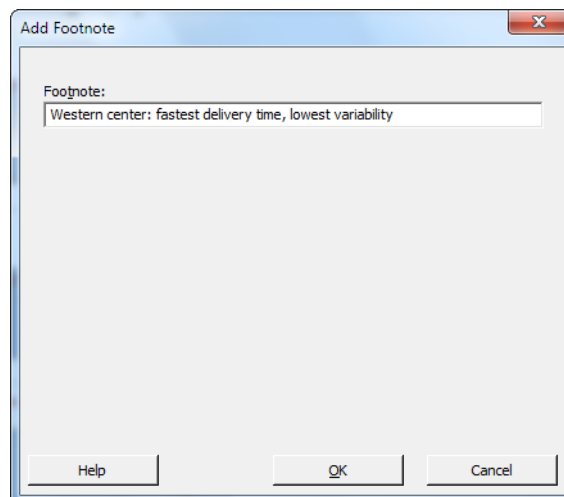 Add Footnote
Footnote:
Western center: fastest delivery time, lowest variability
Help
OK
Cancel